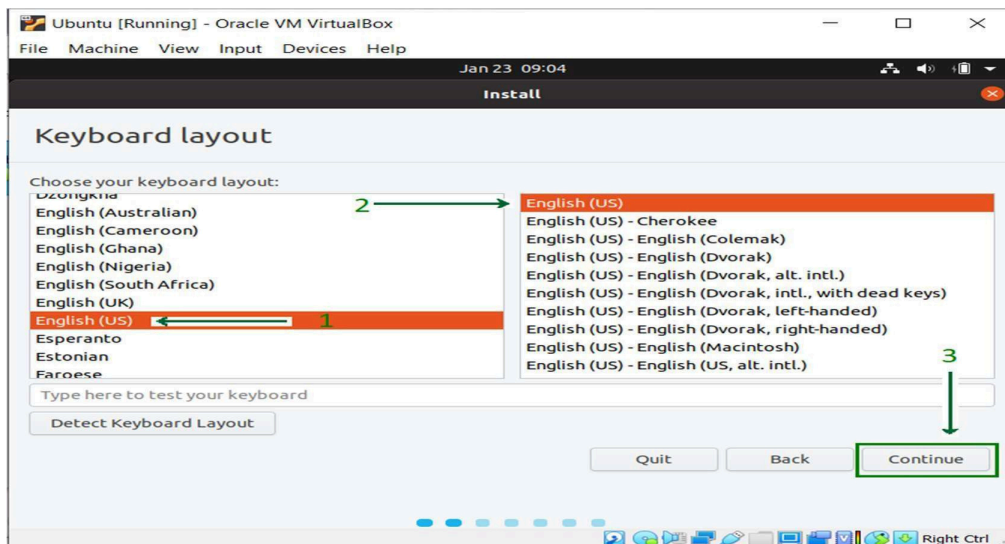 Ubuntu [Running] - Oracle VM VirtualBox
File Machine View Input Devices Help
Jan 23 09:04
Install
Keyboard layout
Choose your keyboard layout:
Dzongkha
English (Australian)
English (Cameroon)
English (Ghana)
English (Nigeria)
English (South Africa)
English (UK)
English (US)
1
Esperanto
Estonian
Faroese
2
English (US)
English (US) - Cherokee
English (US) - English (Colemak)
English (US) - English (Dvorak)
English (US) - English (Dvorak, alt. intl.)
English (US) - English (Dvorak, intl., with dead keys)
English (US) - English (Dvorak, left-handed)
English (US) - English (Dvorak, right-handed)
English (US) - English (Macintosh)
English (US) - English (US, alt. intl.)
3
Type here to test your keyboard
Detect Keyboard Layout
Quit Back Continue
Right Ctrl